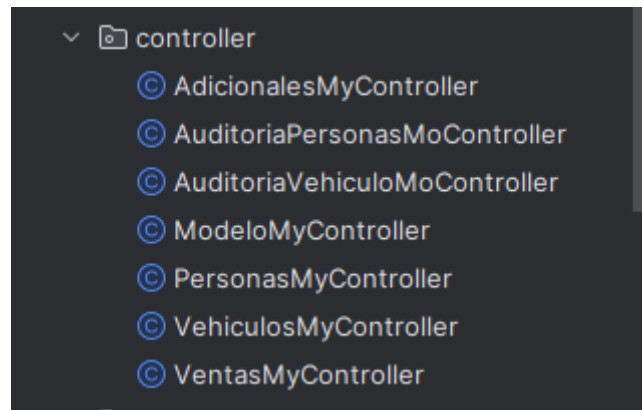 controller
AdicionalesMyController
AuditoriaPersonasMoController
AuditoriaVehiculoMoController
ModeloMyController
PersonasMyController
VehiculosMyController
VentasMyController